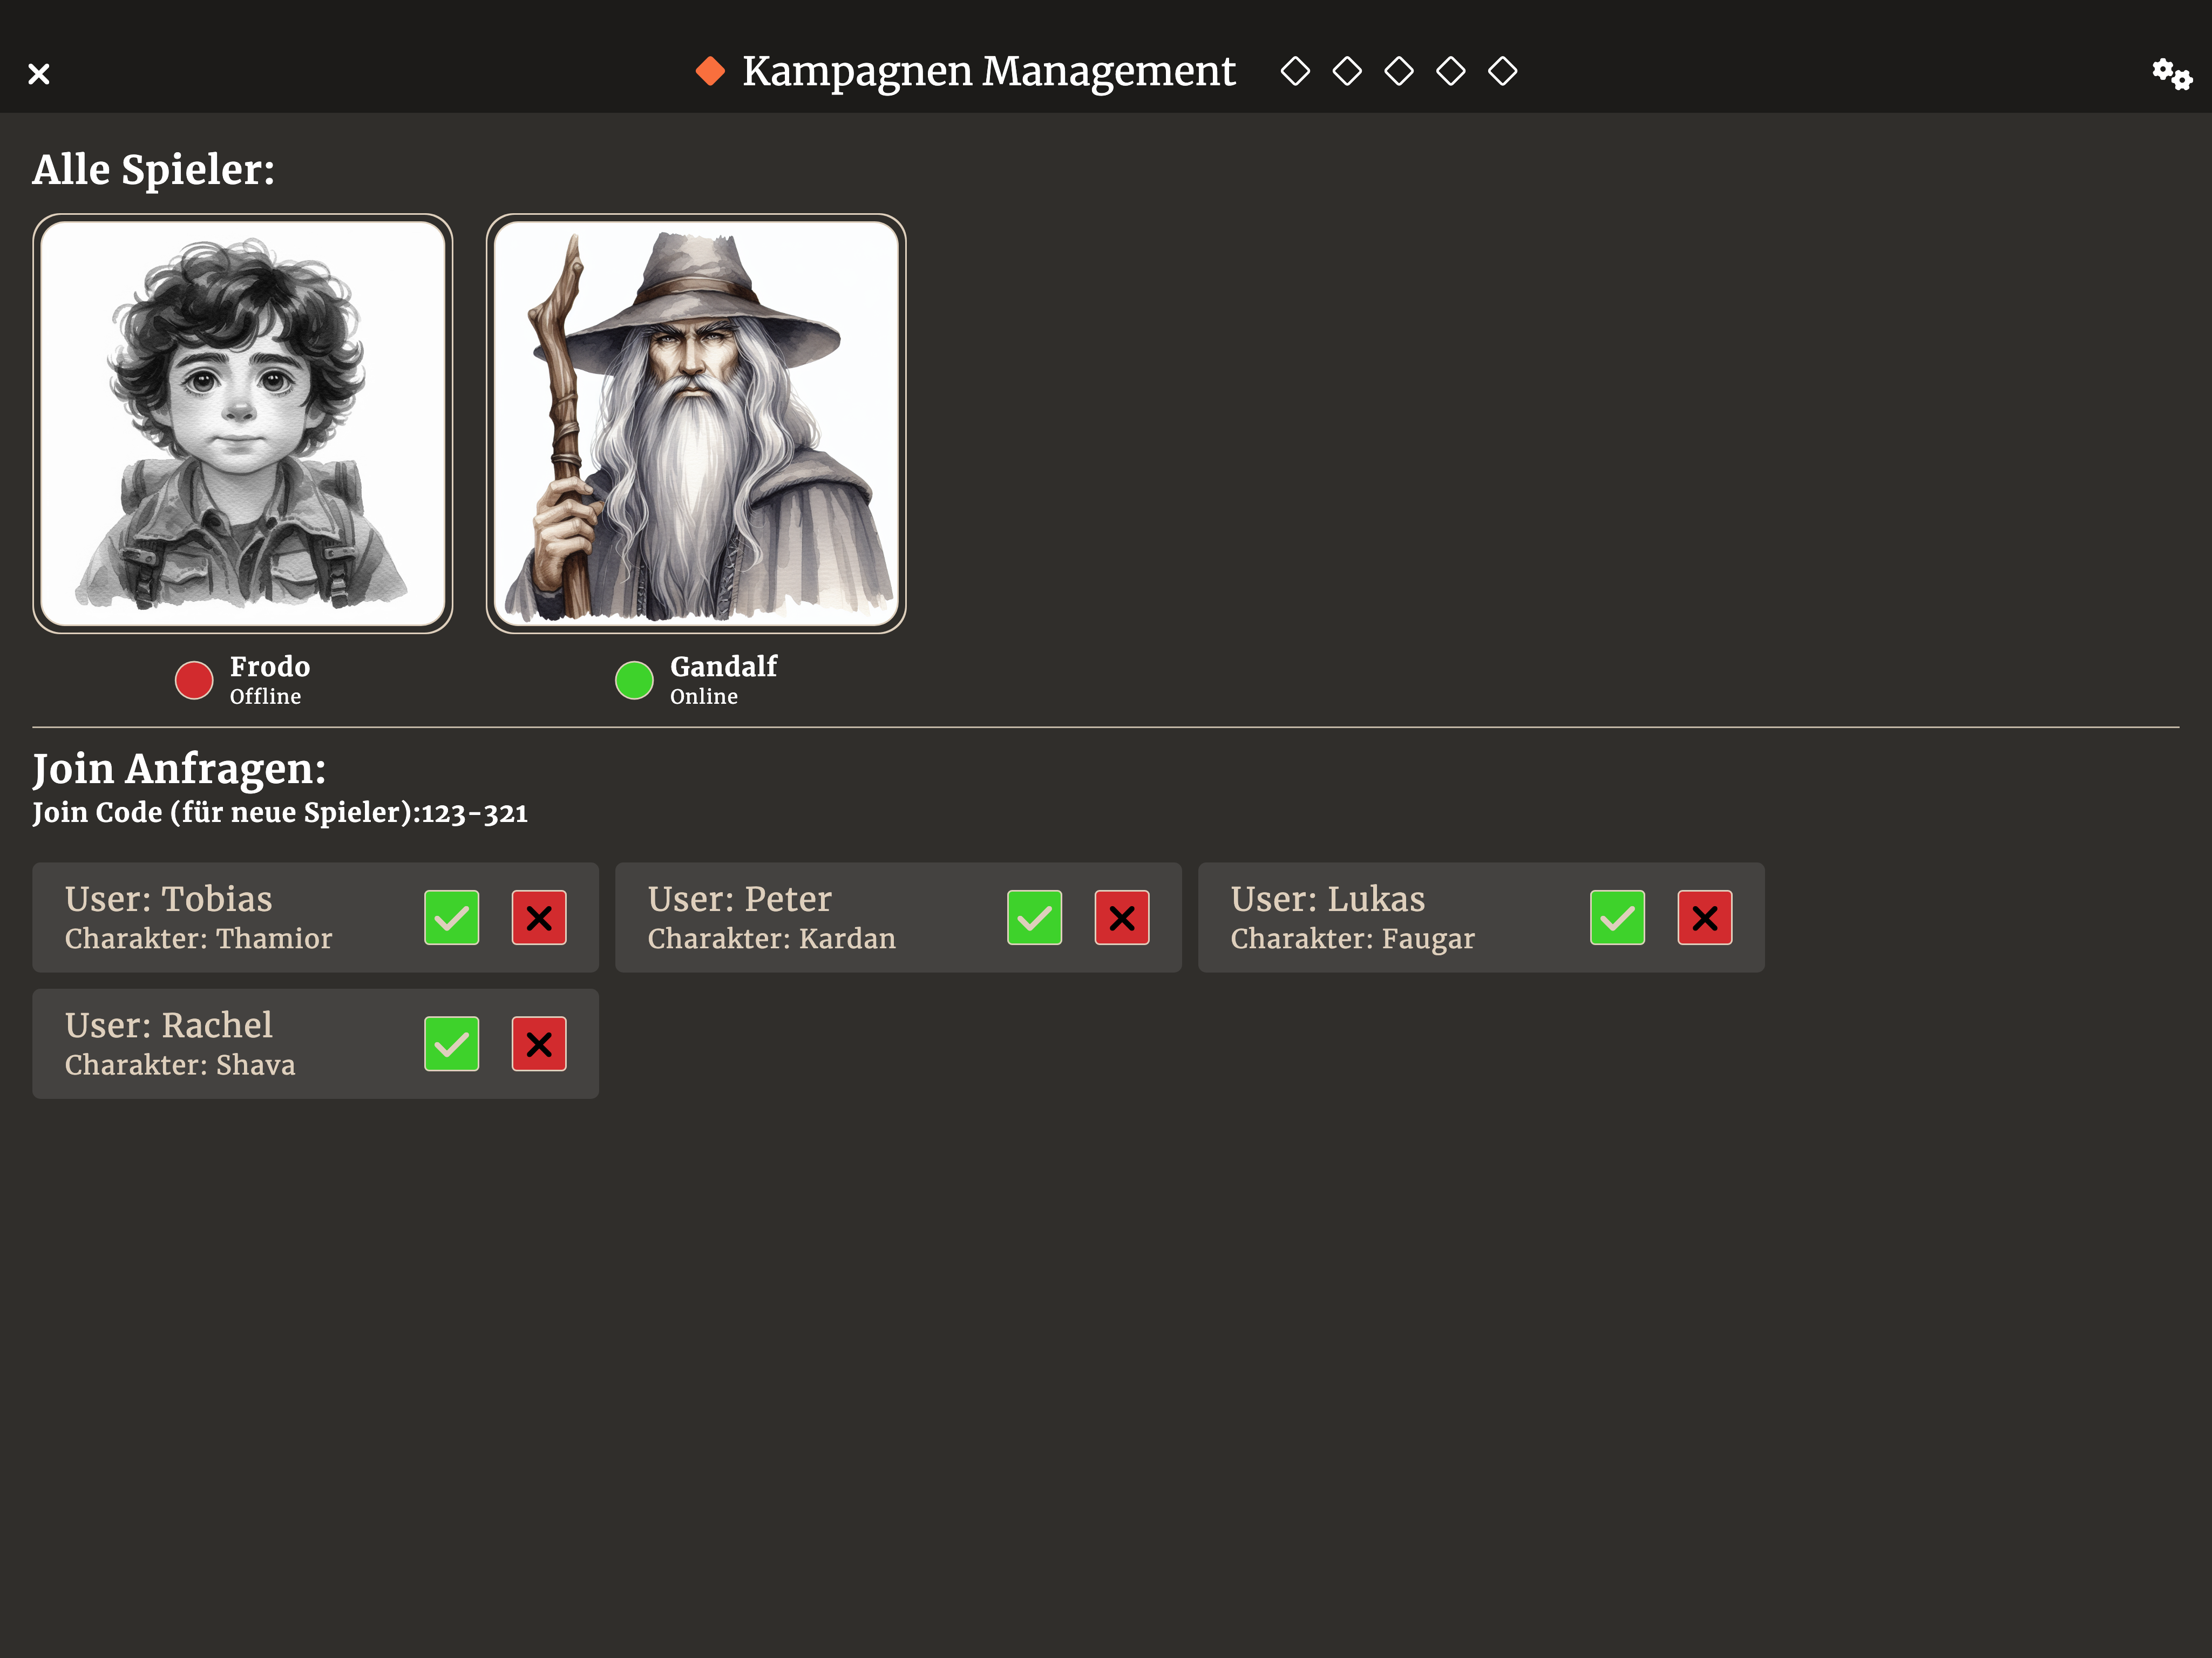 Kampagnen Management
Alle Spieler:
Frodo
Offline
Gandalf
Online
Join Anfragen:
Join Code (für neue Spieler):123-321
User: Tobias
Charakter: Thamior
User: Peter
Charakter: Kardan
User: Lukas
Charakter: Faugar
User: Rachel
Charakter: Shava